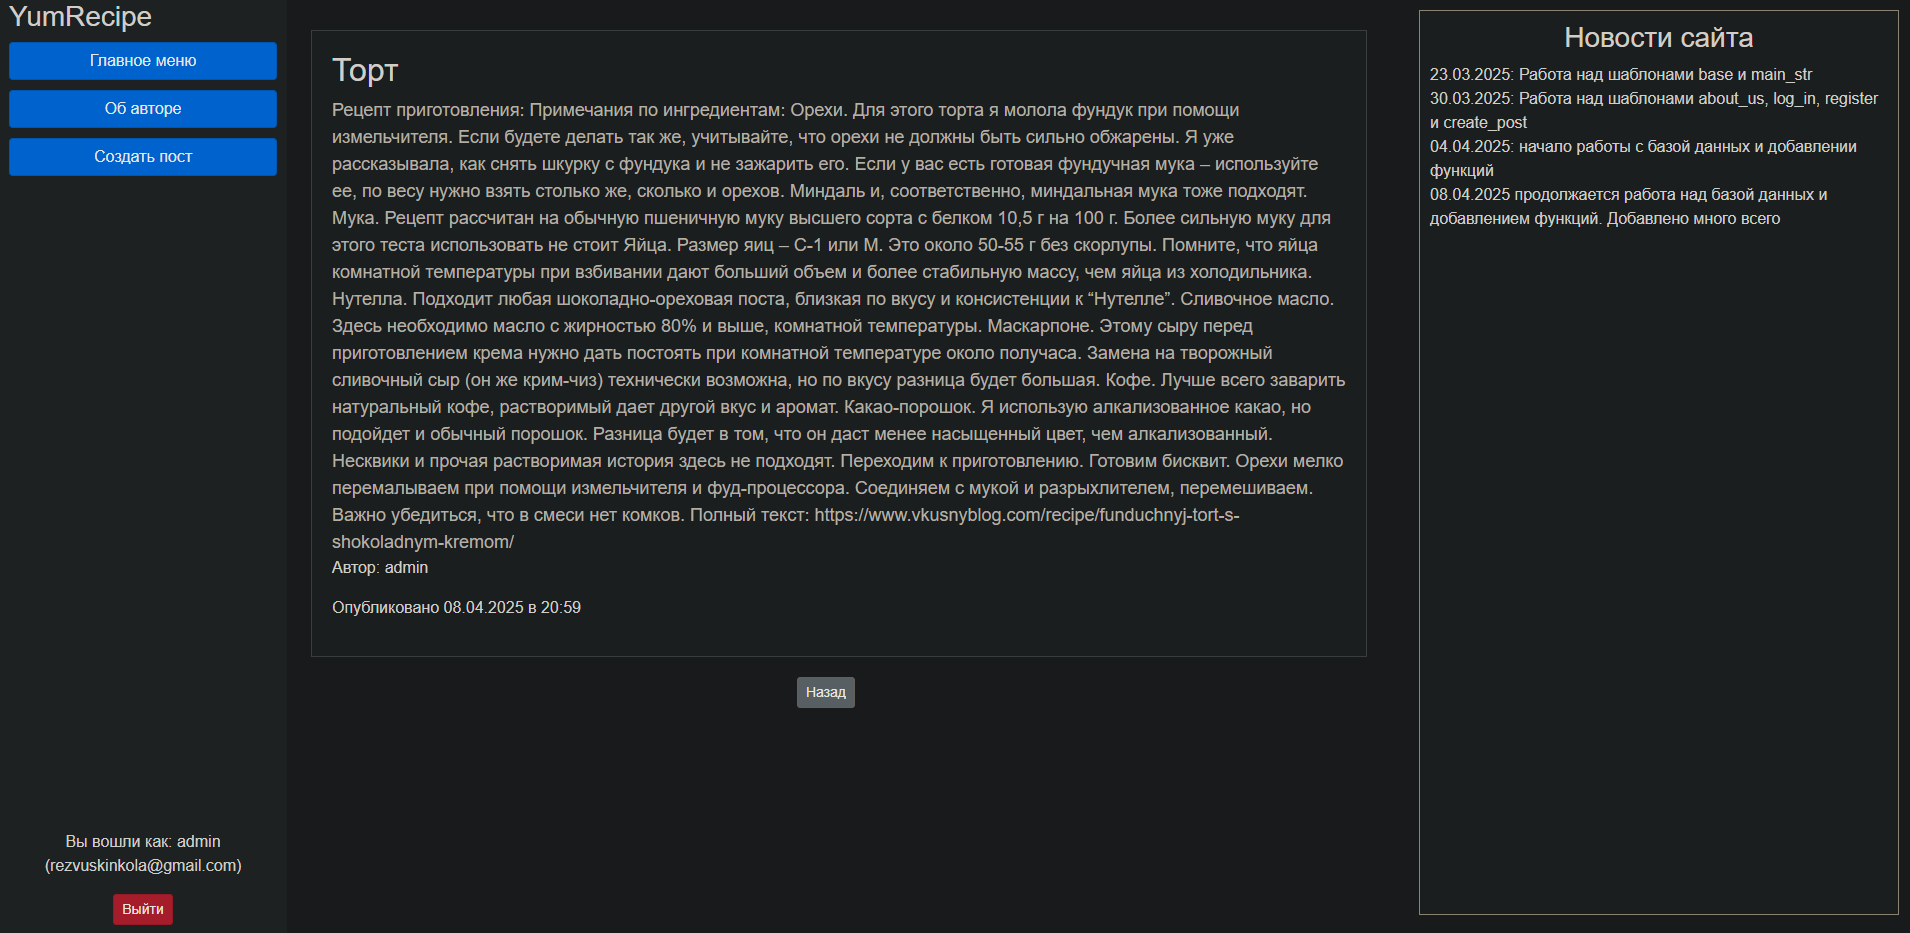 YumRecipe
Главное меню
Об авторе
Создать пост
Вы вошли как: admin
(rezvuskinkola@gmail.com)
Выйти
Торт
Рецепт приготовления: Примечания по ингредиентам: Орехи. Для этого торта я молола фундук при помощи
измельчителя. Если будете делать так же, учитывайте, что орехи не должны быть сильно обжарены. Я уже
рассказывала, как снять шкурку с фундука и не зажарить его. Если у вас есть готовая фундучная мука – используйте
ее, по весу нужно взять столько же, сколько и орехов. Миндаль и, соответственно, миндальная мука тоже подходят.
Мука. Рецепт рассчитан на обычную пшеничную муку высшего сорта с белком 10,5 г на 100 г. Более сильную муку для
этого теста использовать не стоит Яйца. Размер яиц – С-1 или М. Это около 50-55 г без скорлупы. Помните, что яйца
комнатной температуры при взбивании дают больший объем и более стабильную массу, чем яйца из холодильника.
Нутелла. Подходит любая шоколадно-ореховая поста, близкая по вкусу и консистенции к “Нутелле”. Сливочное масло.
Здесь необходимо масло с жирностью 80% и выше, комнатной температуры. Маскарпоне. Этому сыру перед
приготовлением крема нужно дать постоять при комнатной температуре около получаса. Замена на творожный
сливочный сыр (он же крим-чиз) технически возможна, но по вкусу разница будет большая. Кофе. Лучше всего заварить
натуральный кофе, растворимый дает другой вкус и аромат. Какао-порошок. Я использую алкализованное какао, но
подойдет и обычный порошок. Разница будет в том, что он даст менее насыщенный цвет, чем алкализованный.
Несквики и прочая растворимая история здесь не подходят. Переходим к приготовлению. Готовим бисквит. Орехи мелко
перемалываем при помощи измельчителя и фуд-процессора. Соединяем с мукой и разрыхлителем, перемешиваем.
Важно убедиться, что в смеси нет комков. Полный текст: https://www.vkusnyblog.com/recipe/funduchnyj-tort-s-
shokoladnym-kremom/
Автор: admin
Опубликовано 08.04.2025 в 20:59
Назад
Новости сайта
23.03.2025: Работа над шаблонами base и main_str
30.03.2025: Работа над шаблонами about_us, log_in, register
и create_post
04.04.2025: начало работы с базой данных и добавлении
функций
08.04.2025 продолжается работа над базой данных и
добавлением функций. Добавлено много всего